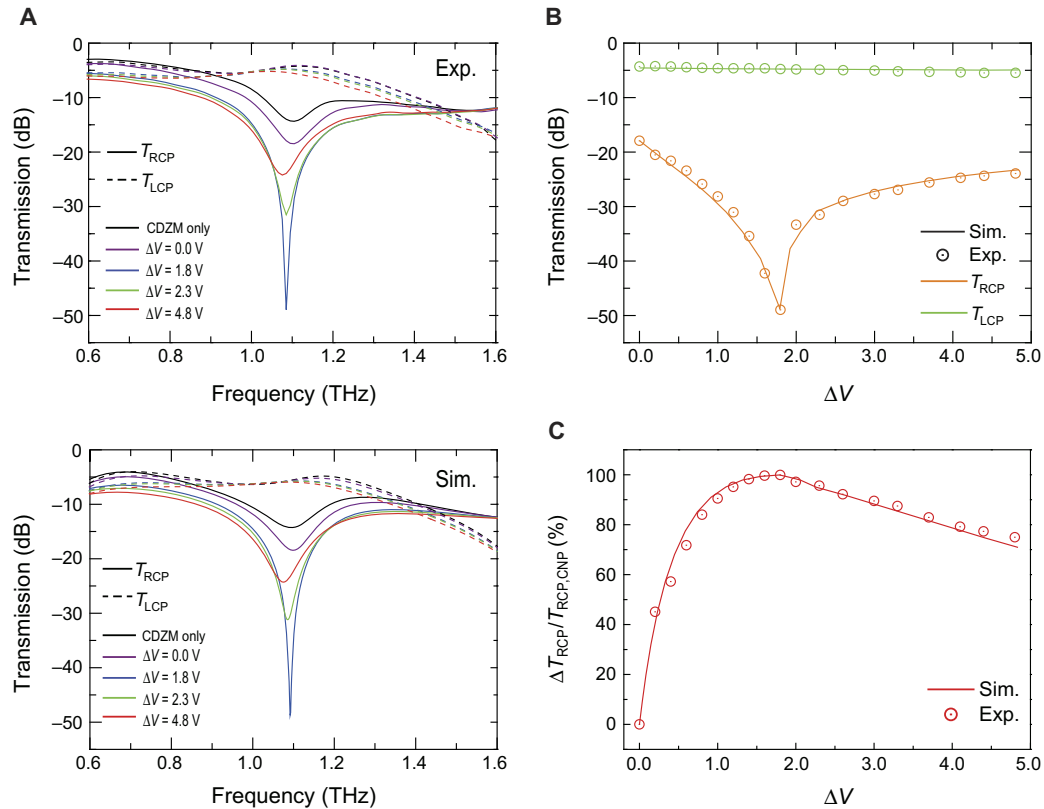 A
Exp.
Transmission (dB)
0
–10
–20
–30
–40
–50
T_RCP
T_LCP
CDZM only
ΔV = 0.0 V
ΔV = 1.8 V
ΔV = 2.3 V
ΔV = 4.8 V
0.6 0.8 1.0 1.2 1.4 1.6
Frequency (THz)
Sim.
Transmission (dB)
0
–10
–20
–30
–40
–50
T_RCP
T_LCP
CDZM only
ΔV = 0.0 V
ΔV = 1.8 V
ΔV = 2.3 V
ΔV = 4.8 V
0.6 0.8 1.0 1.2 1.4 1.6
Frequency (THz)
B
Transmission (dB)
0
–10
–20
–30
–40
–50
Sim.
Exp.
T_RCP
T_LCP
0.0 1.0 2.0 3.0 4.0 5.0
ΔV
C
ΔT_RCP/T_RCP,CNP (%)
100
80
60
40
20
0
Sim.
Exp.
0.0 1.0 2.0 3.0 4.0 5.0
ΔV